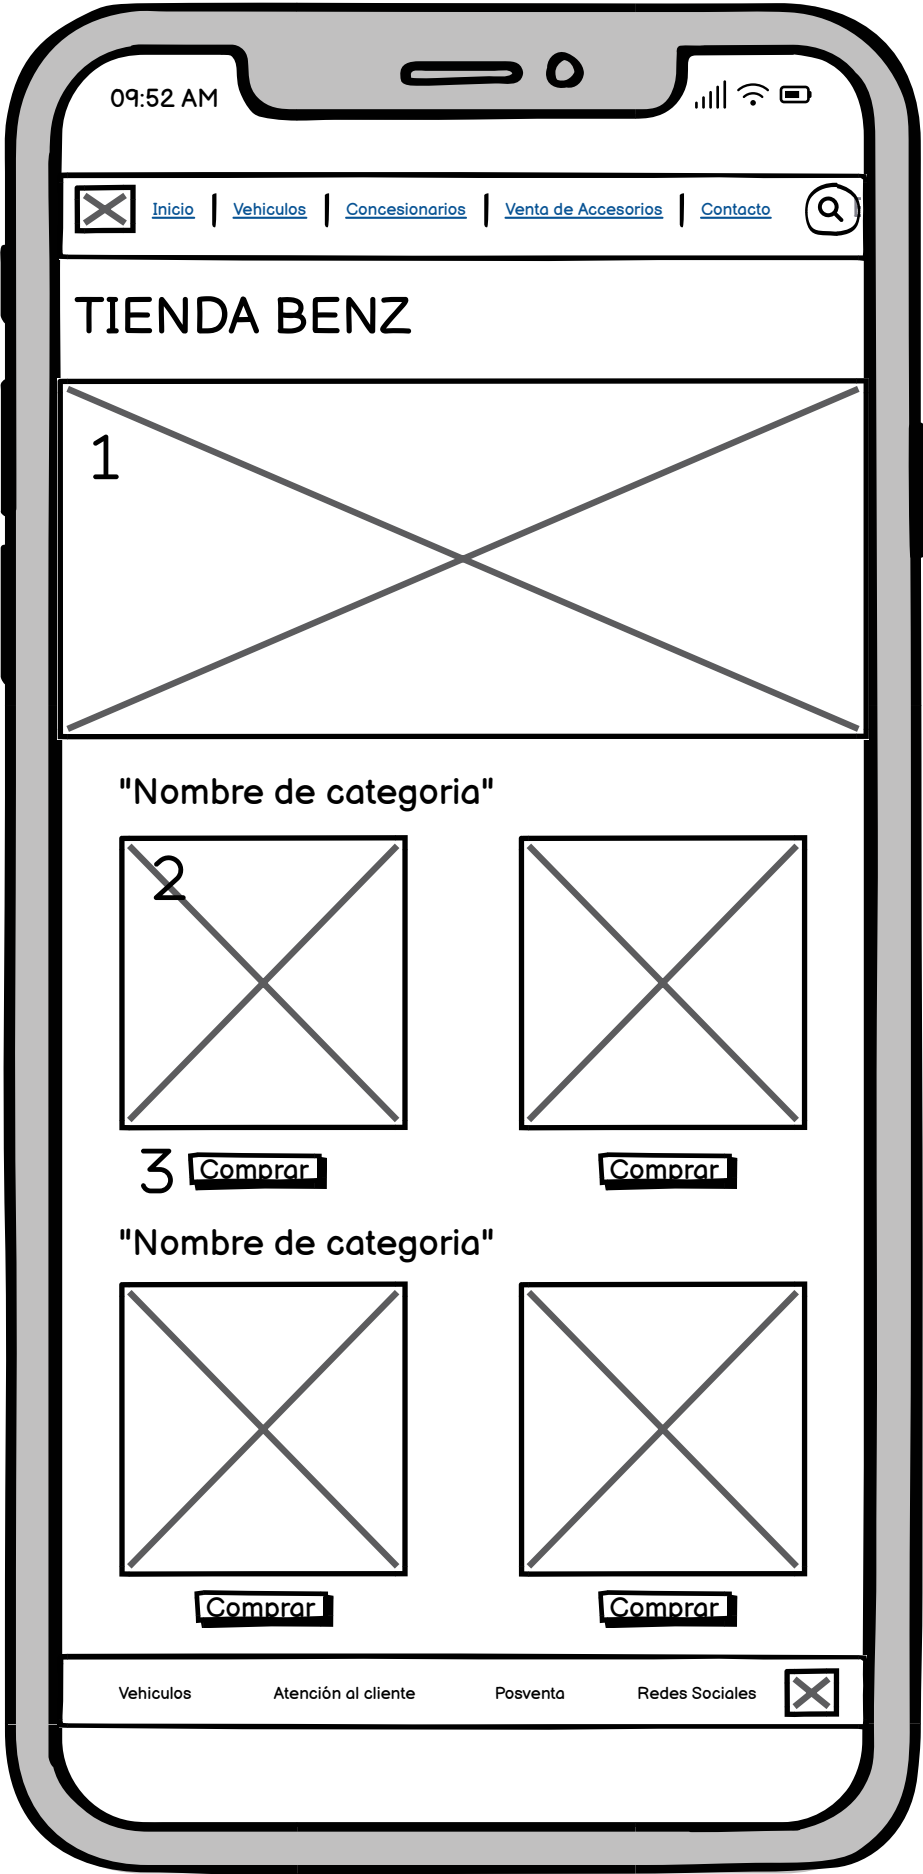 09:52 AM
Inicio Vehiculos Concesionarios Venta de Accesorios Contacto
TIENDA BENZ
1
"Nombre de categoria"
2
3 Comprar Comprar
"Nombre de categoria"
Comprar Comprar
Vehiculos Atención al cliente Posventa Redes Sociales